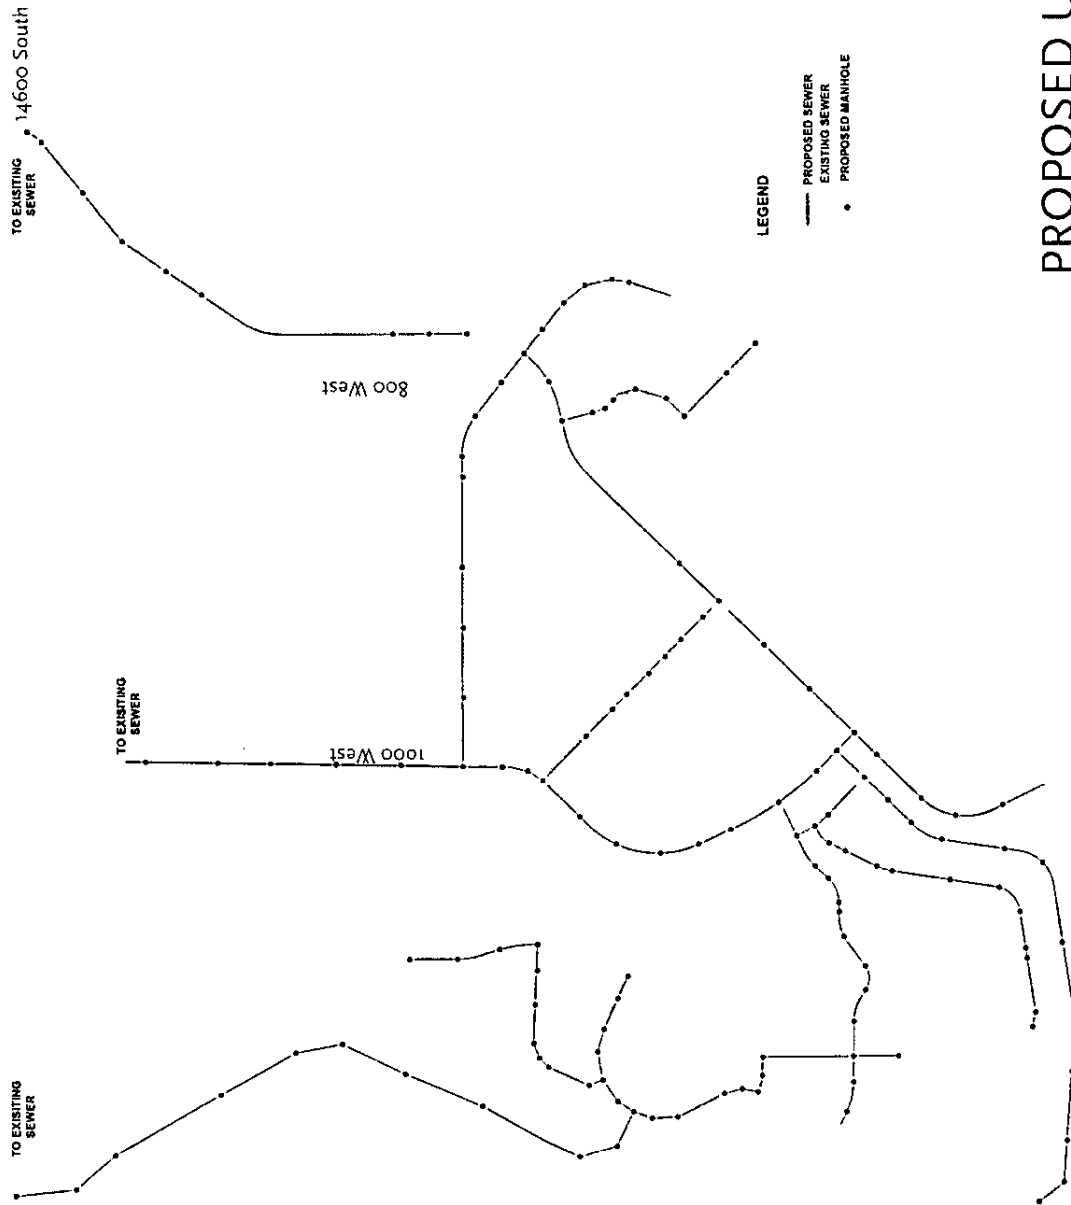 14600 South
TO EXISITING
SEWER
800 West
LEGEND
PROPOSED SEWER
EXISTING SEWER
PROPOSED MANHOLE
TO EXISITING
SEWER
1000 West
TO EXISITING
SEWER
PROPOSED